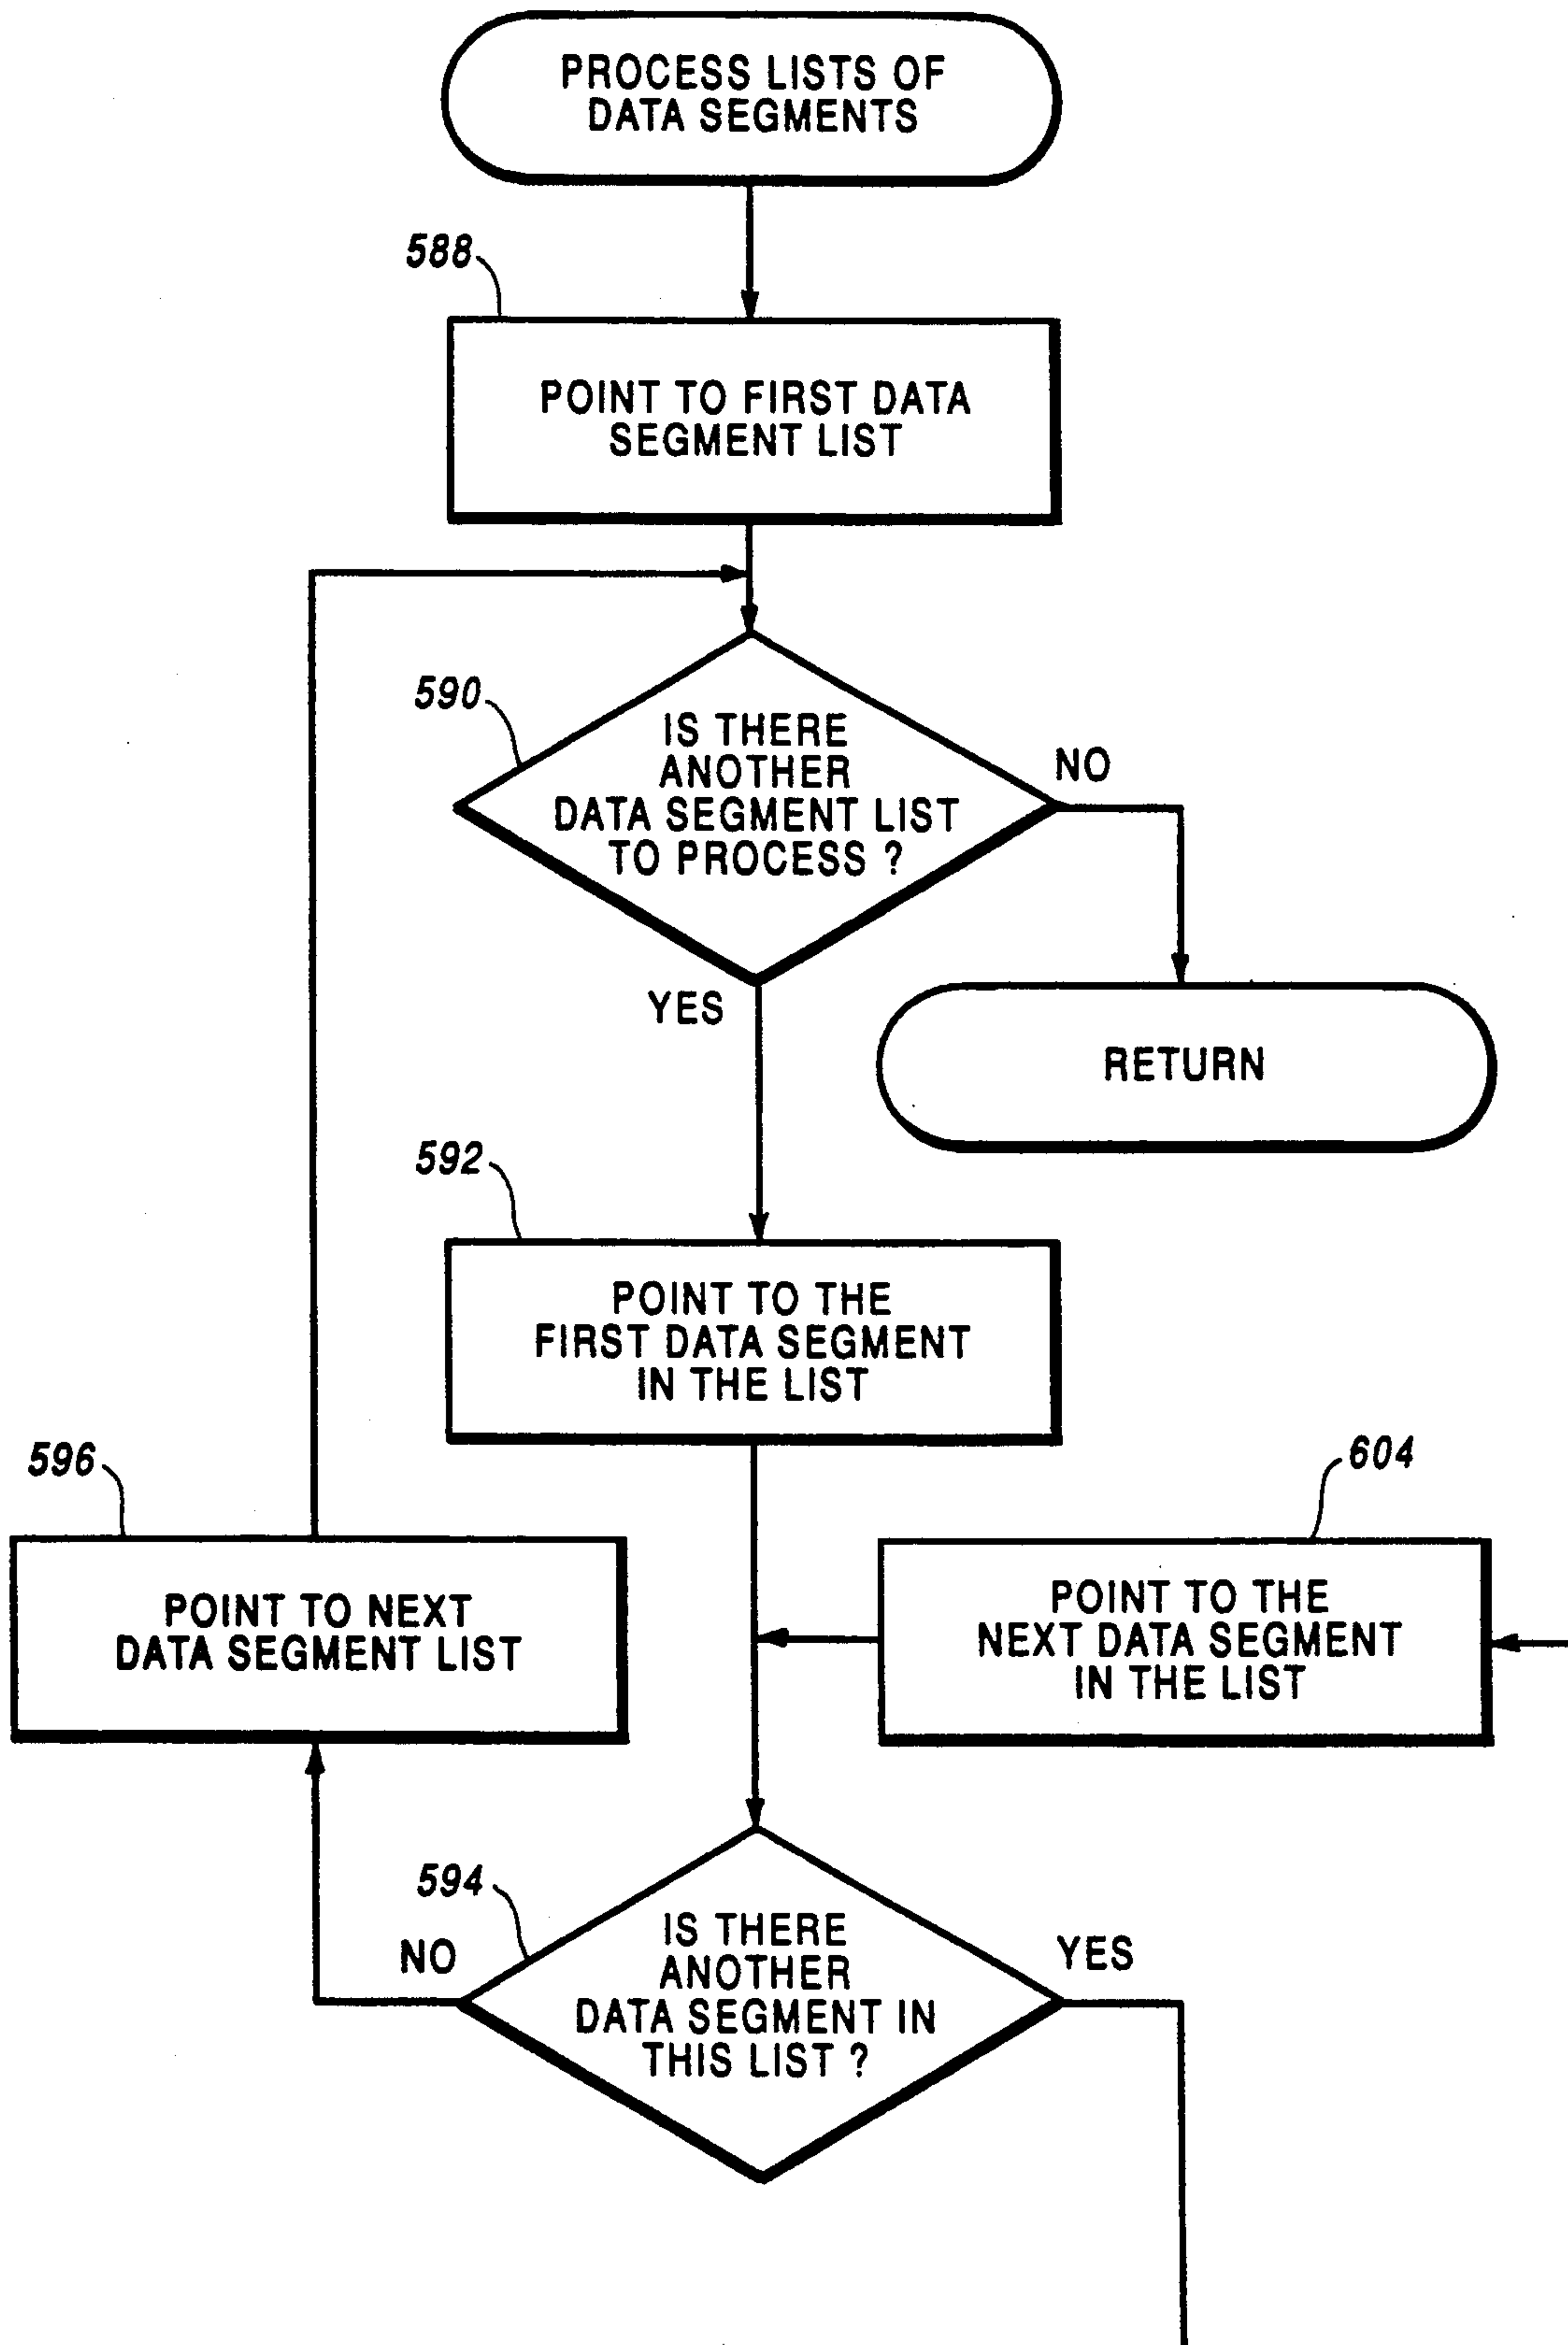 PROCESS LISTS OF
DATA SEGMENTS
588
POINT TO FIRST DATA
SEGMENT LIST
590
IS THERE
ANOTHER
DATA SEGMENT LIST
TO PROCESS ?
NO
YES
RETURN
592
POINT TO THE
FIRST DATA SEGMENT
IN THE LIST
596
POINT TO NEXT
DATA SEGMENT LIST
604
POINT TO THE
NEXT DATA SEGMENT
IN THE LIST
594
IS THERE
ANOTHER
DATA SEGMENT IN
THIS LIST ?
NO
YES